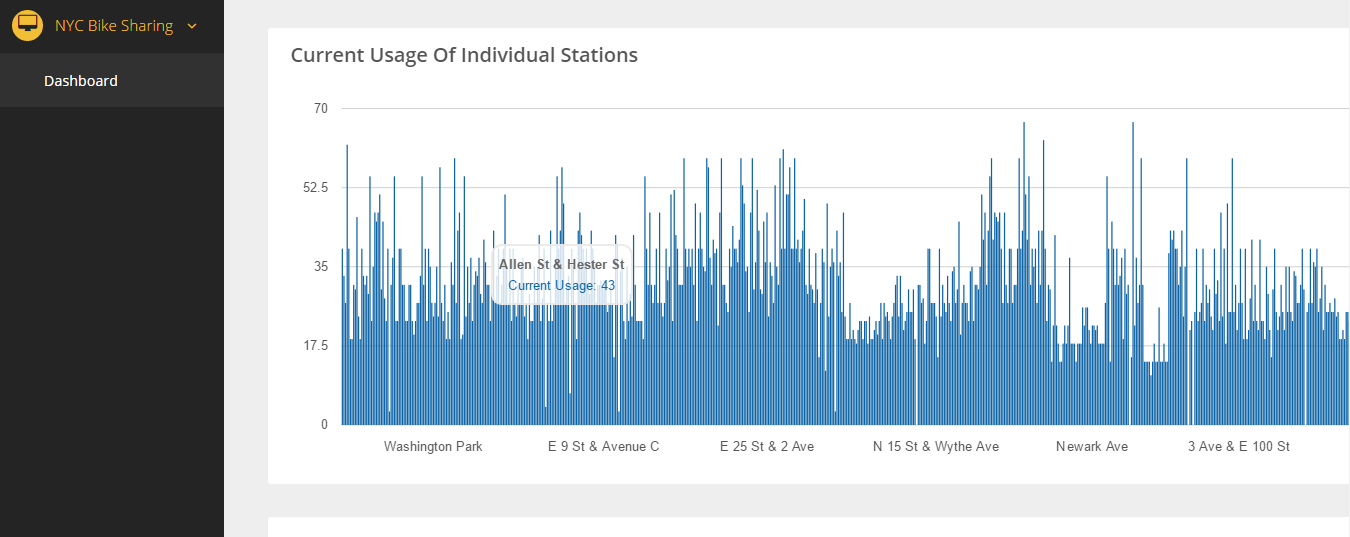 NYC Bike Sharing
Dashboard
Current Usage Of Individual Stations
70
52.5
35
17.5
0
Allen St & Hester St
Current Usage: 43
Washington Park
E 9 St & Avenue C
E 25 St & 2 Ave
N 15 St & Wythe Ave
Newark Ave
3 Ave & E 100 St